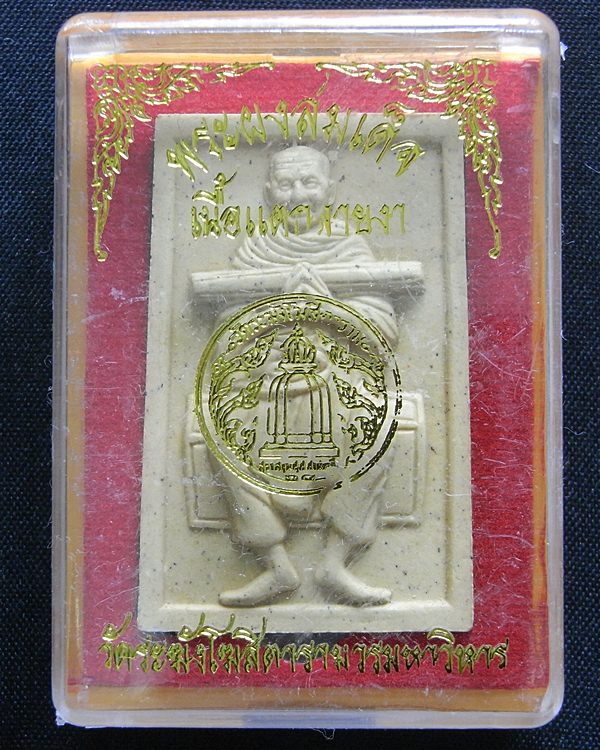 พระผงสมเด็จ
เนื้อแตกลายงา
วัดระฆังโฆสิตารามวรมหาวิหาร